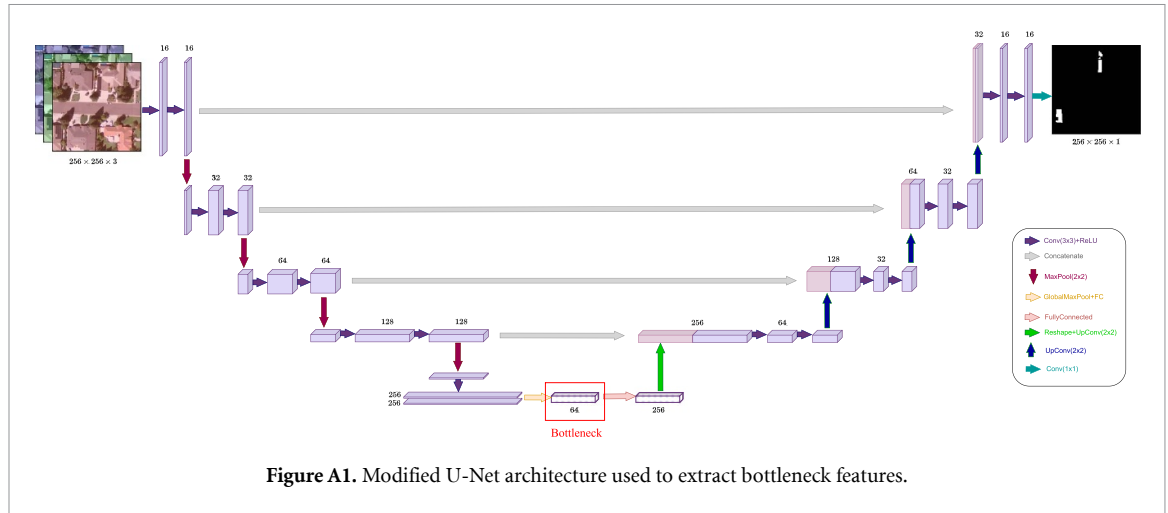 16 16
256 × 256 × 3
32 16 16
256 × 256 × 1
32 32
64 32
64 64
128 32
128 128
256 64
256
256
64
256
Bottleneck
Conv(3x3)+ReLU
Concatenate
MaxPool(2x2)
GlobalMaxPool+FC
FullyConnected
Reshape+UpConv(2x2)
UpConv(2x2)
Conv(1x1)
Figure A1. Modified U-Net architecture used to extract bottleneck features.